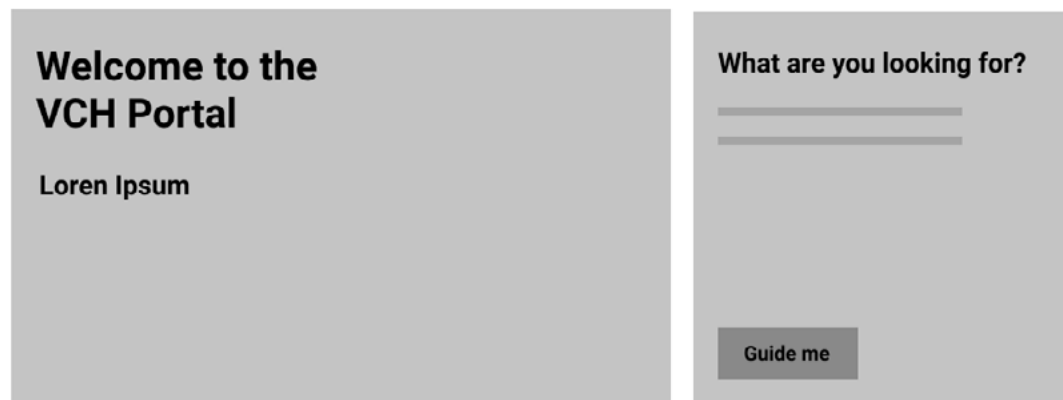 Welcome to the
VCH Portal
Loren Ipsum
What are you looking for?
Guide me